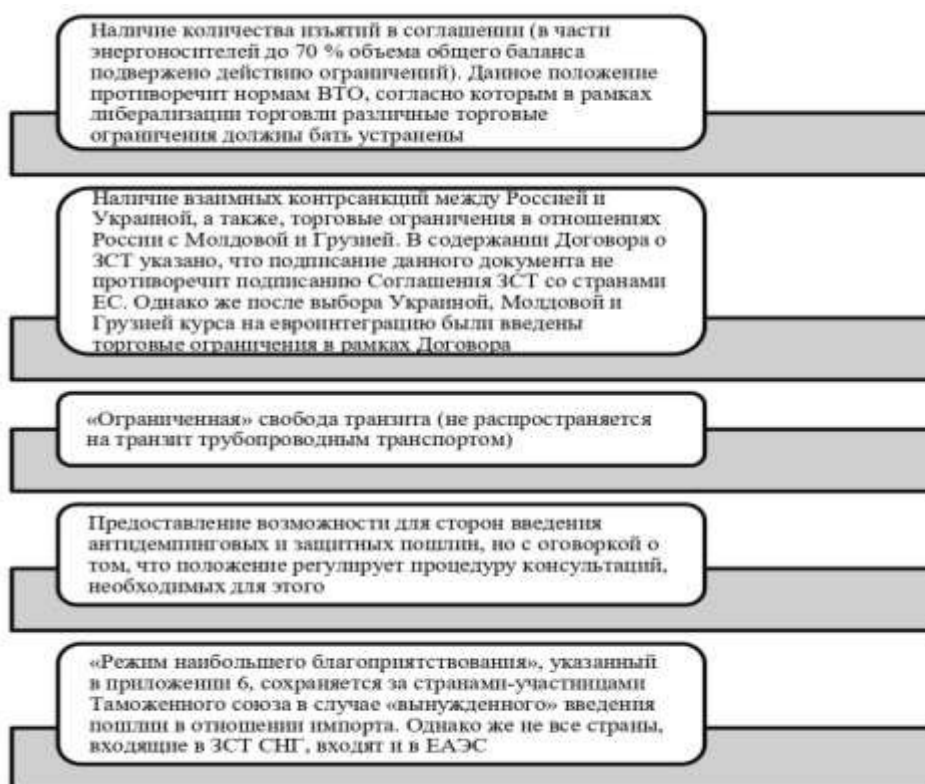 Наличие количества изъятий в соглашении (в части
энергоносителей до 70 % объема общего баланса
подвержено действию ограничений). Данное положение
противоречит нормам ВТО, согласно которым в рамках
либерализации торговли различные торговые
ограничения должны бать устранены
Наличие взаимных контрсанкций между Россией и
Украиной, а также, торговые ограничения в отношениях
России с Молдовой и Грузией. В содержании Договора о
ЗСТ указано, что подписание данного документа не
противоречит подписанию Соглашения ЗСТ со странами
ЕС. Однако же после выбора Украиной, Молдовой и
Грузией курса на евроинтеграцию были введены
торговые ограничения в рамках Договора
«Ограниченная» свобода транзита (не распространяется
на транзит трубопроводным транспортом)
Предоставление возможности для сторон введения
антидемпинговых и защитных пошлин, но с оговоркой о
том, что положение регулирует процедуру консультаций,
необходимых для этого
«Режим наибольшего благоприятствования», указанный
в приложении 6, сохраняется за странами-участницами
Таможенного союза в случае «вынужденного» введения
пошлин в отношении импорта. Однако же не все страны,
входящие в ЗСТ СНГ, входят и в ЕАЭС